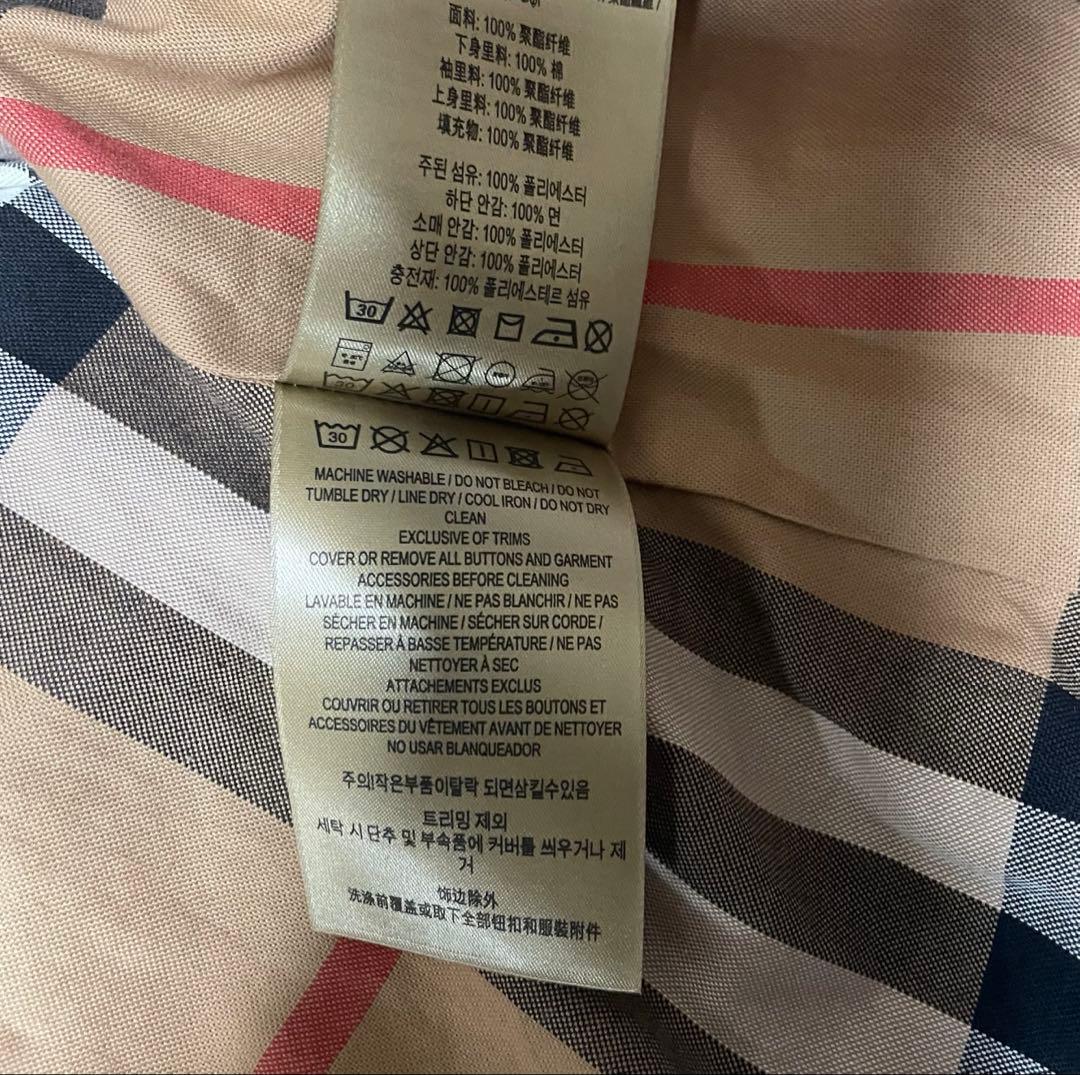 面料: 100% 聚酯纤维
下身里料: 100% 棉
袖里料: 100% 聚酯纤维
上身里料: 100% 聚酯纤维
填充物: 100% 聚酯纤维
주된 섬유: 100% 폴리에스터
하단 안감: 100% 면
소매 안감: 100% 폴리에스터
상단 안감: 100% 폴리에스터
충전재: 100% 폴리에스테르 섬유
30
30
30
MACHINE WASHABLE / DO NOT BLEACH / DO NOT
TUMBLE DRY / LINE DRY / COOL IRON / DO NOT DRY
CLEAN
EXCLUSIVE OF TRIMS
COVER OR REMOVE ALL BUTTONS AND GARMENT
ACCESSORIES BEFORE CLEANING
LAVABLE EN MACHINE / NE PAS BLANCHIR / NE PAS
SÉCHER EN MACHINE / SÉCHER SUR CORDE /
REPASSER À BASSE TEMPÉRATURE / NE PAS
NETTOYER À SEC
ATTACHEMENTS EXCLUS
COUVRIR OU RETIRER TOUS LES BOUTONS ET
ACCESSOIRES DU VÊTEMENT AVANT DE NETTOYER
NO USAR BLANQUEADOR
주의!작은부품이탈락 되면삼킬수있음
트리밍 제외
세탁 시 단추 및 부속품에 커버를 씌우거나 제
거
饰边除外
洗涤前覆盖或取下全部钮扣和服裝附件